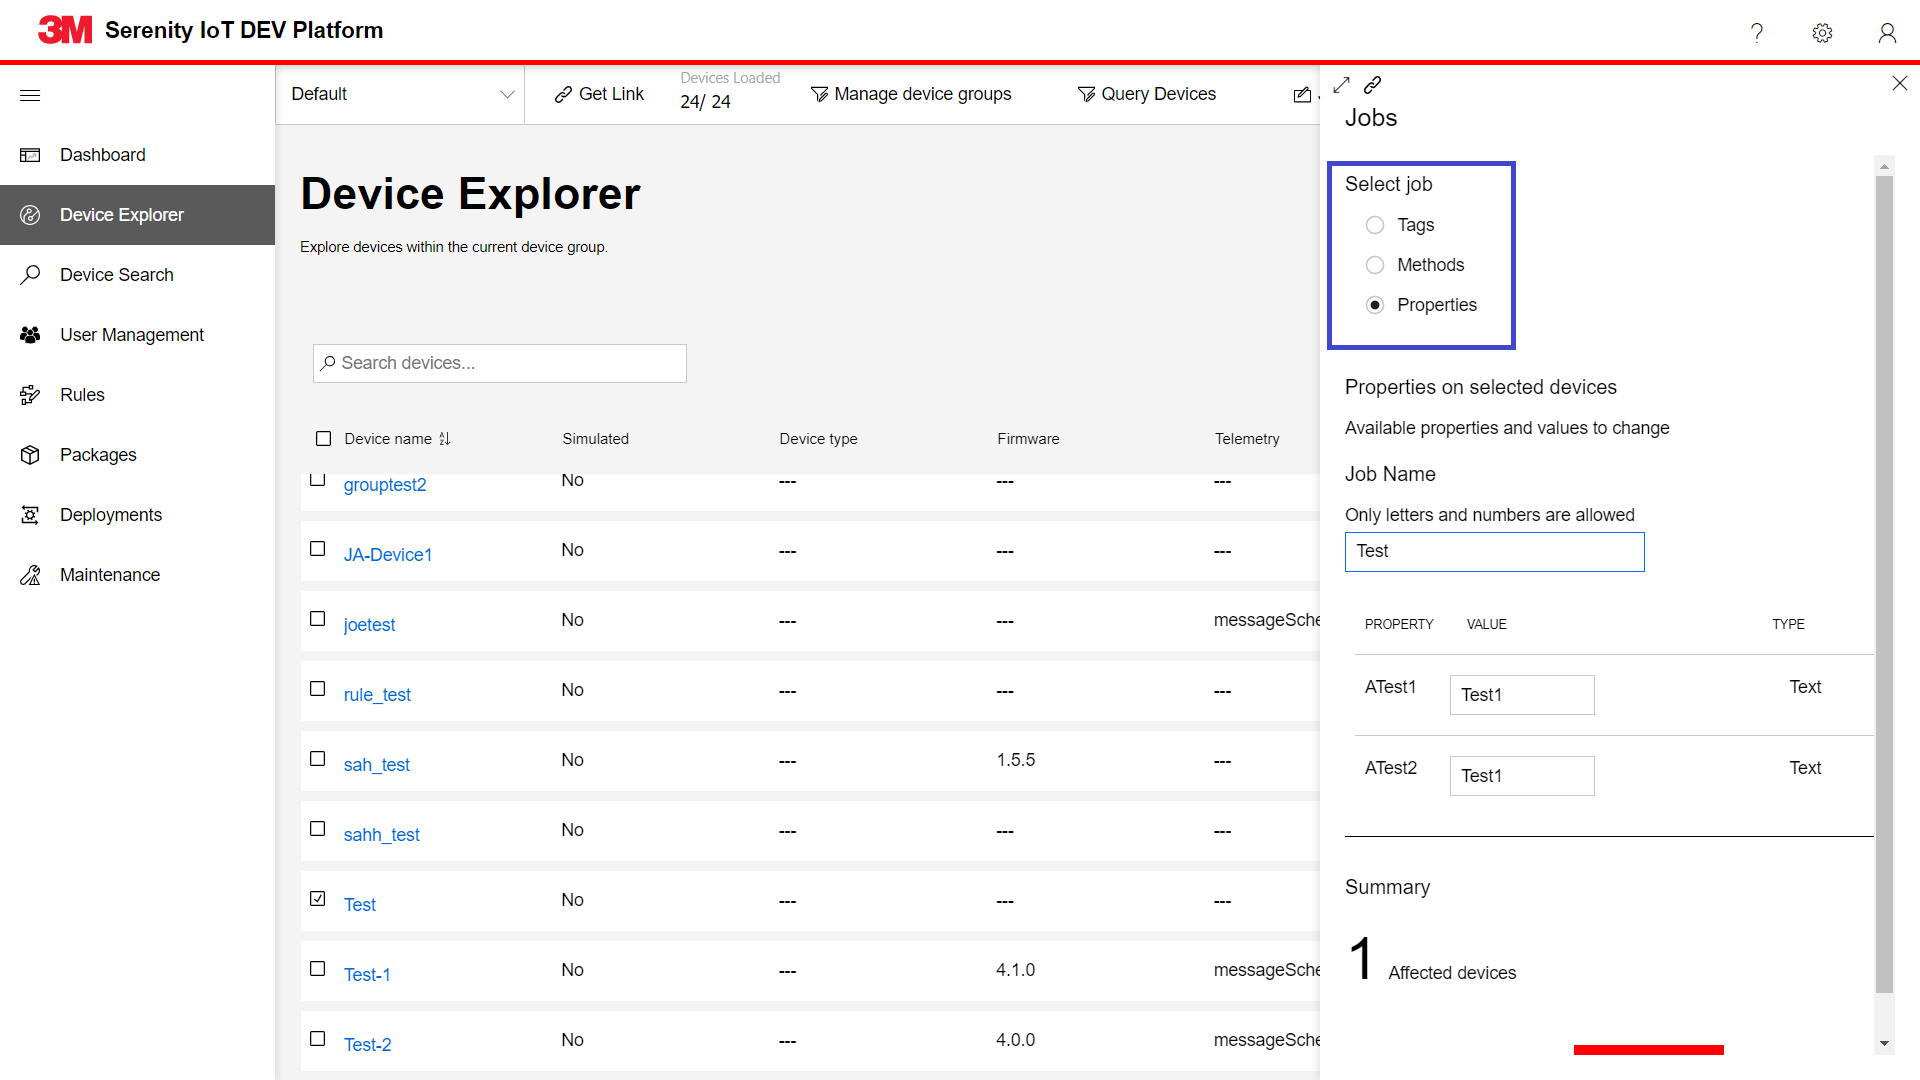 3M Serenity IoT DEV Platform
Dashboard
Device Explorer
Device Search
User Management
Rules
Packages
Deployments
Maintenance
Default
Get Link
Devices Loaded
24/ 24
Manage device groups
Query Devices
Device Explorer
Explore devices within the current device group.
Search devices...
Device name Simulated Device type Firmware Telemetry
grouptest2 No --- --- ---
JA-Device1 No --- --- ---
joetest No --- --- messageSche
rule_test No --- --- ---
sah_test No --- 1.5.5 ---
sahh_test No --- --- ---
Test No --- --- ---
Test-1 No --- 4.1.0 messageSche
Test-2 No --- 4.0.0 messageSche
Jobs
Select job
Tags
Methods
Properties
Properties on selected devices
Available properties and values to change
Job Name
Only letters and numbers are allowed
Test
PROPERTY VALUE TYPE
ATest1 Test1 Text
ATest2 Test1 Text
Summary
1 Affected devices